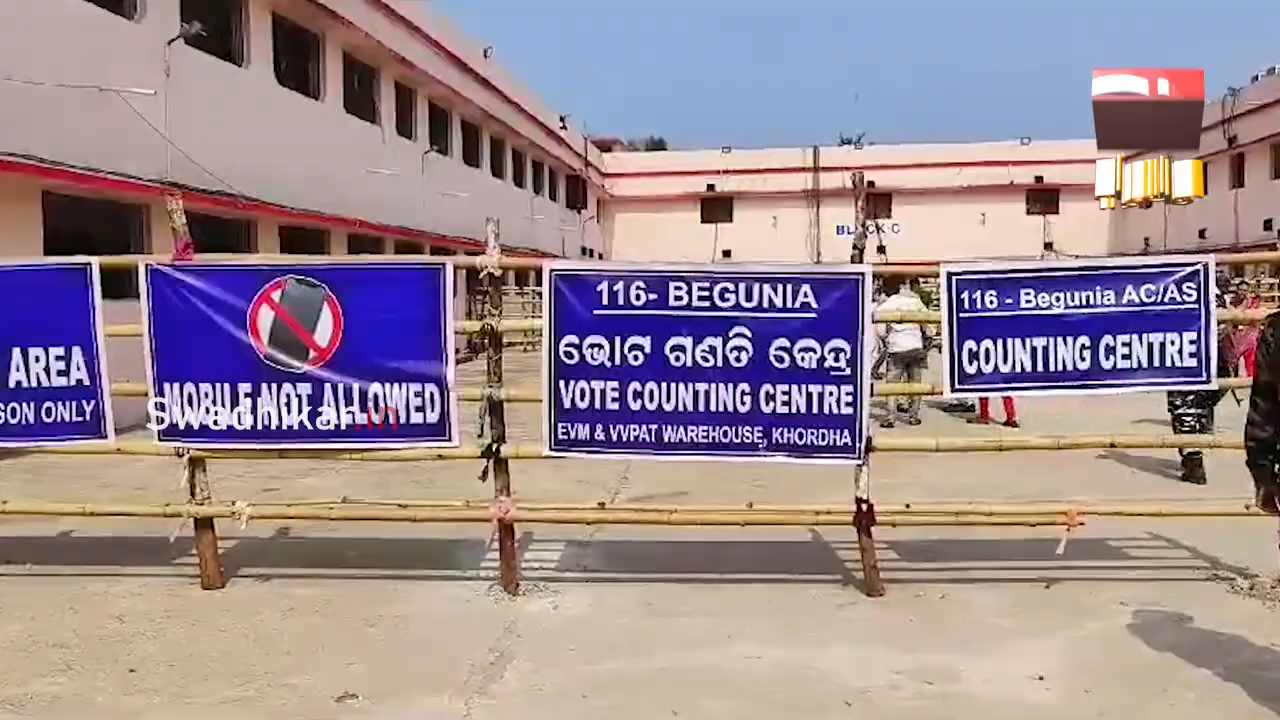 BLOCK-C
AREA
SON ONLY
MOBILE NOT ALLOWED
Swadhikar.in
116- BEGUNIA
ଭୋଟ ଗଣତି କେନ୍ଦ୍ର
VOTE COUNTING CENTRE
EVM & VVPAT WAREHOUSE, KHORDHA
116 - Begunia AC/AS
COUNTING CENTRE